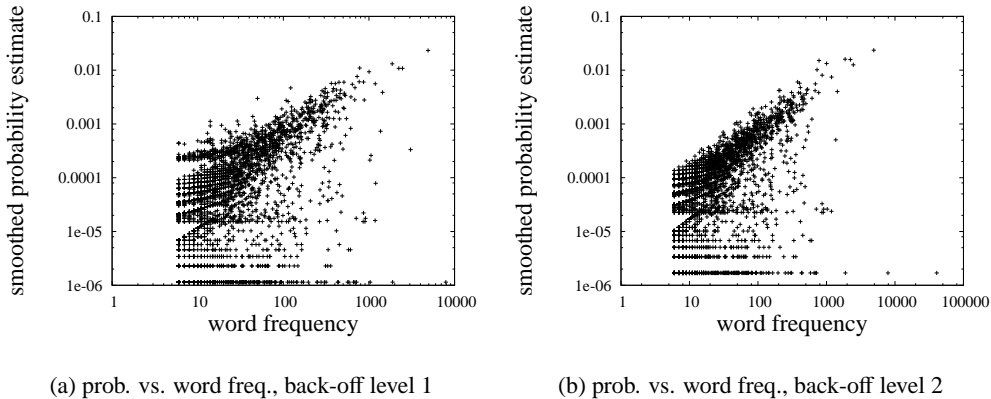 smoothed probability estimate
0.1
0.01
0.001
0.0001
1e-05
1e-06
1 10 100 1000 10000
word frequency
(a) prob. vs. word freq., back-off level 1
smoothed probability estimate
0.1
0.01
0.001
0.0001
1e-05
1e-06
1 10 100 1000 10000 100000
word frequency
(b) prob. vs. word freq., back-off level 2